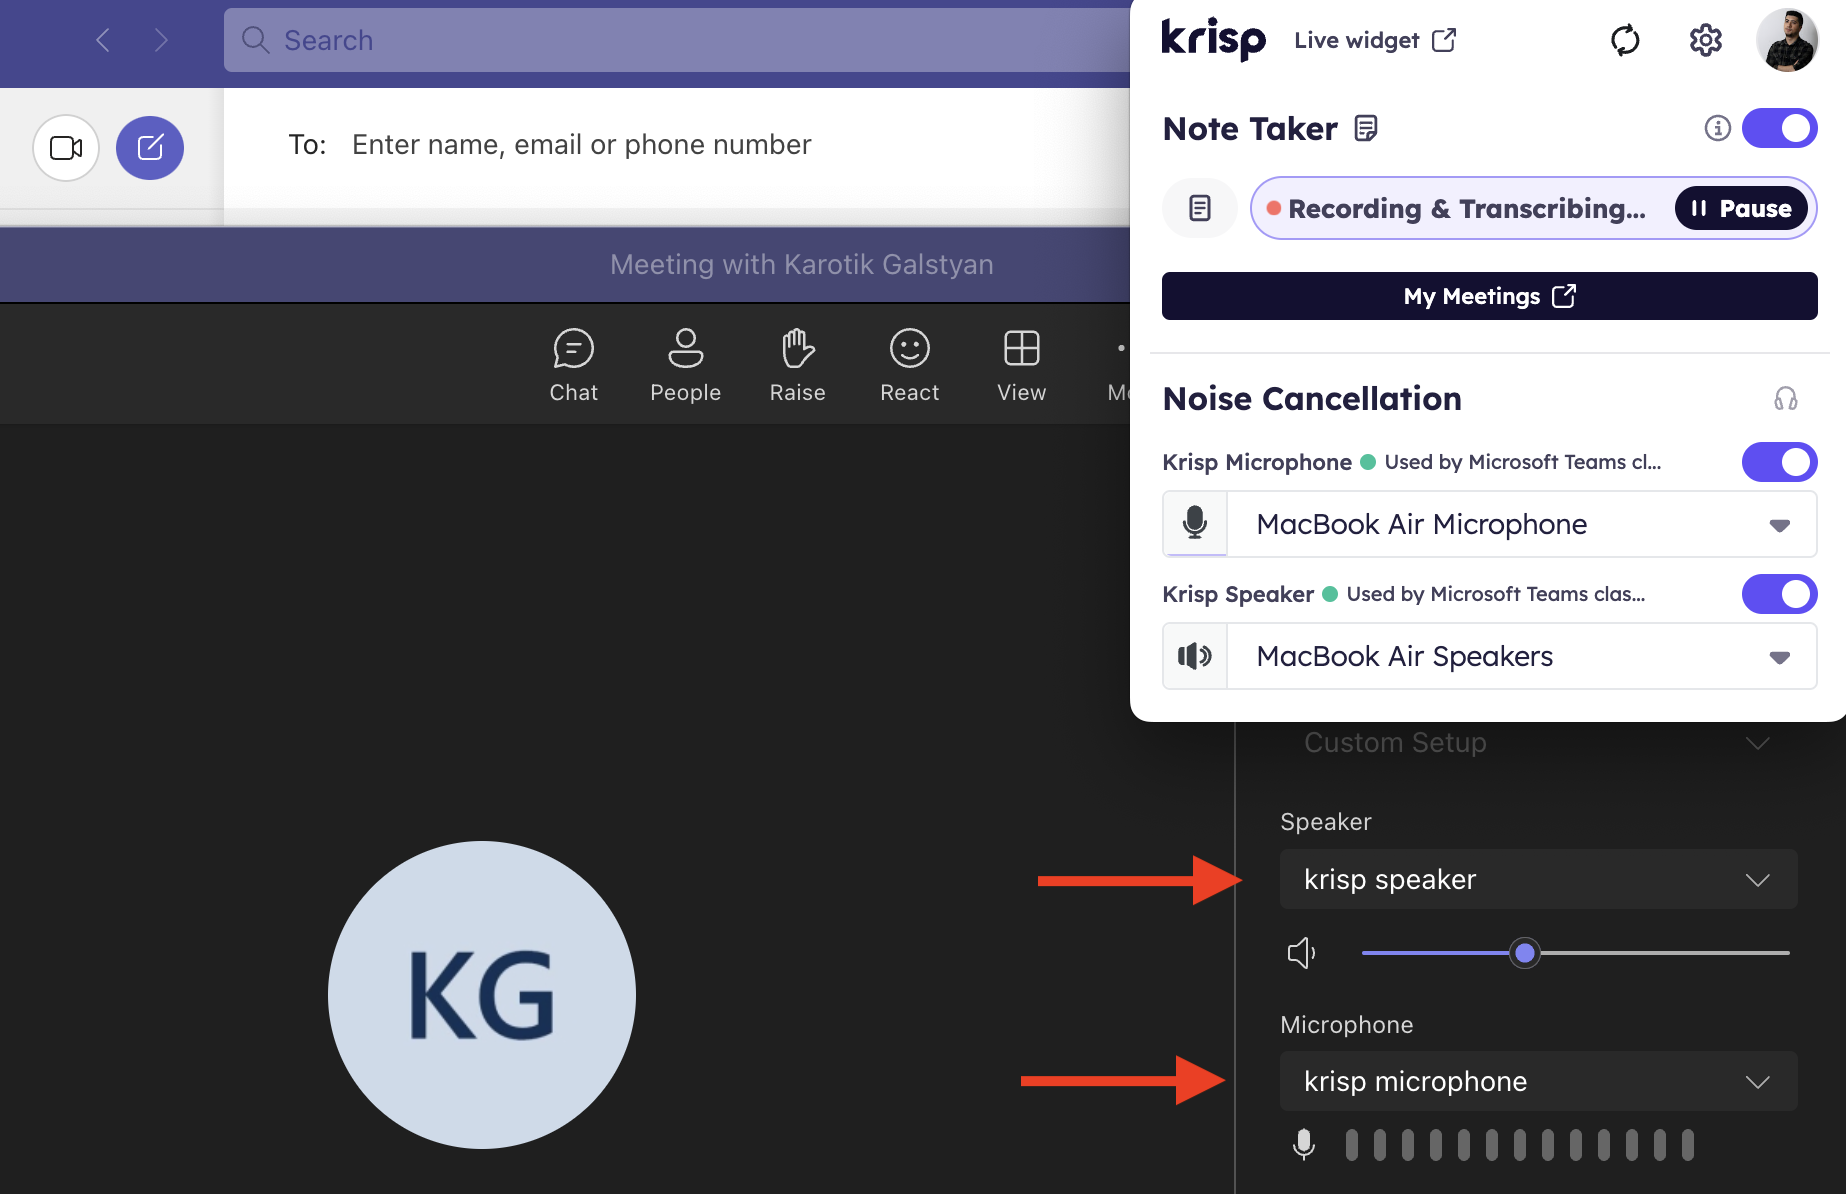 Search
To: Enter name, email or phone number
Meeting with Karotik Galstyan
Chat
People
Raise
React
View
krisp
Live widget
Note Taker
Recording & Transcribing...
Pause
My Meetings
Noise Cancellation
Krisp Microphone
Used by Microsoft Teams cl...
MacBook Air Microphone
Krisp Speaker
Used by Microsoft Teams clas...
MacBook Air Speakers
Custom Setup
Speaker
krisp speaker
Microphone
krisp microphone
KG